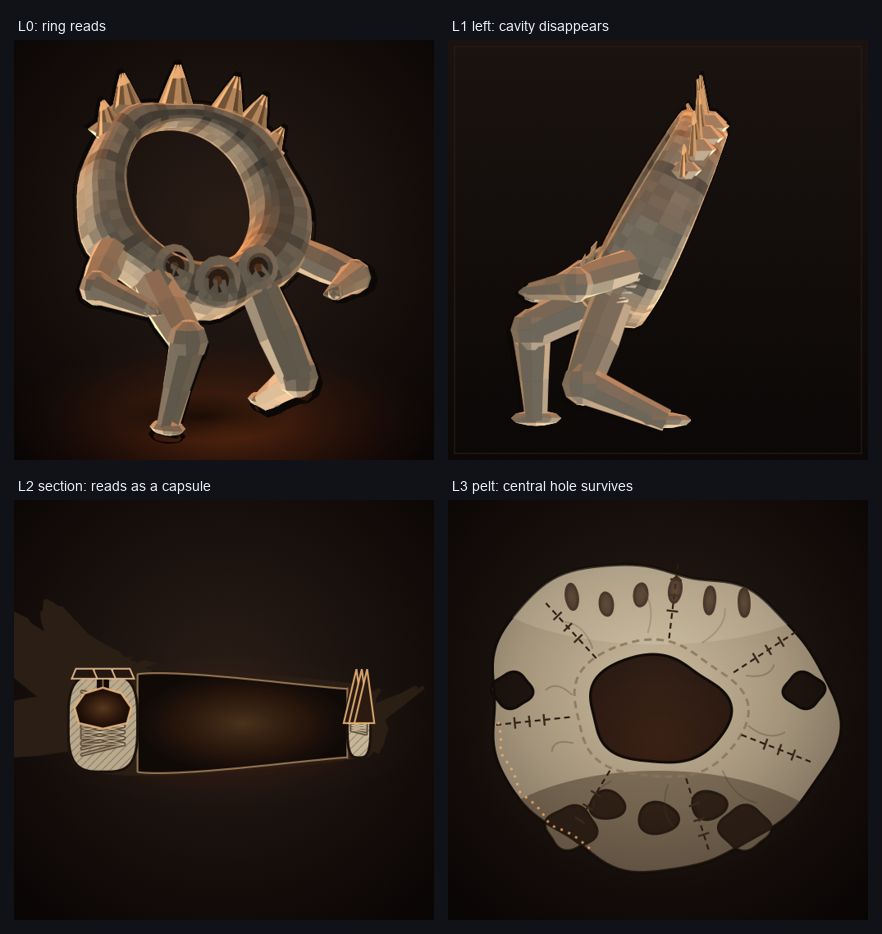 L0: ring reads
L1 left: cavity disappears
L2 section: reads as a capsule
L3 pelt: central hole survives